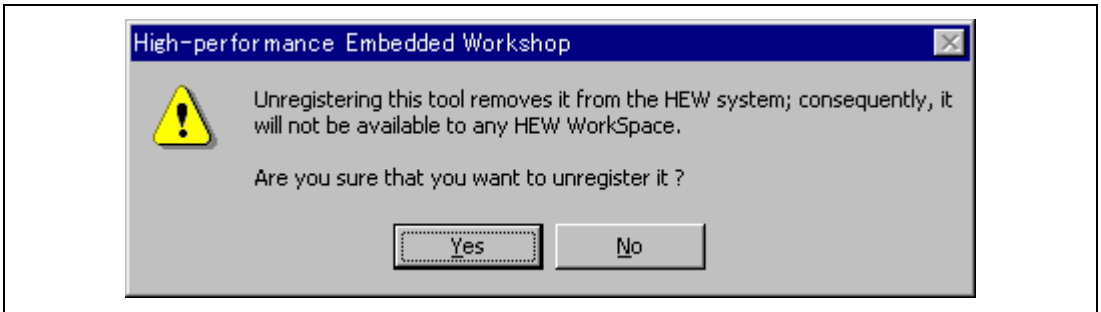 High-performance Embedded Workshop
Unregistering this tool removes it from the HEW system; consequently, it
will not be available to any HEW WorkSpace.
Are you sure that you want to unregister it ?
Yes
No